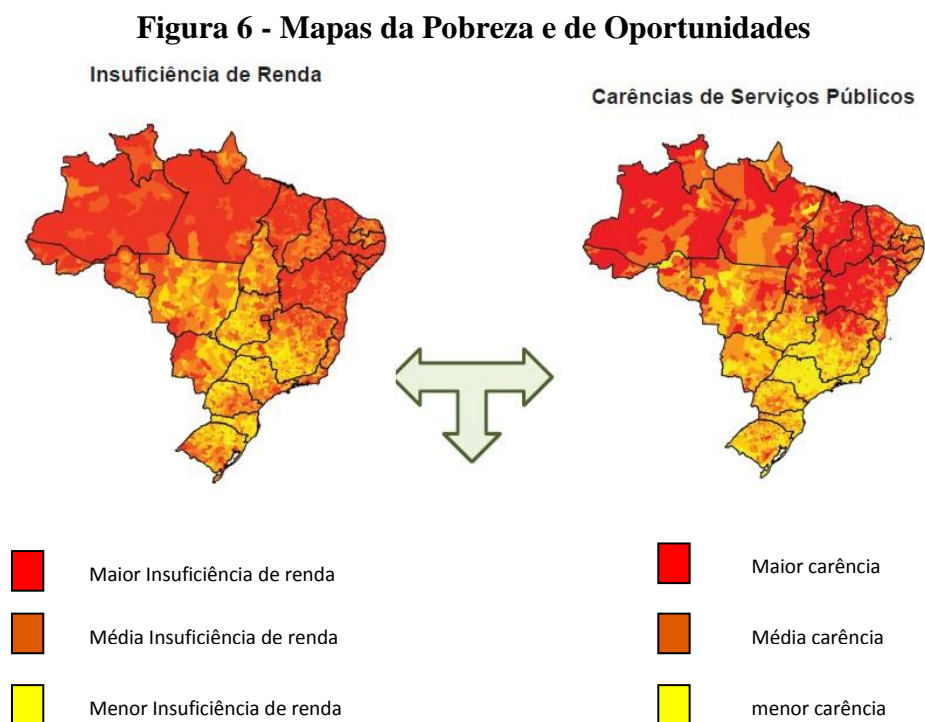 Figura 6 - Mapas da Pobreza e de Oportunidades
Insuficiência de Renda
Carências de Serviços Públicos
Maior Insuficiência de renda
Maior carência
Média Insuficiência de renda
Média carência
Menor Insuficiência de renda
menor carência